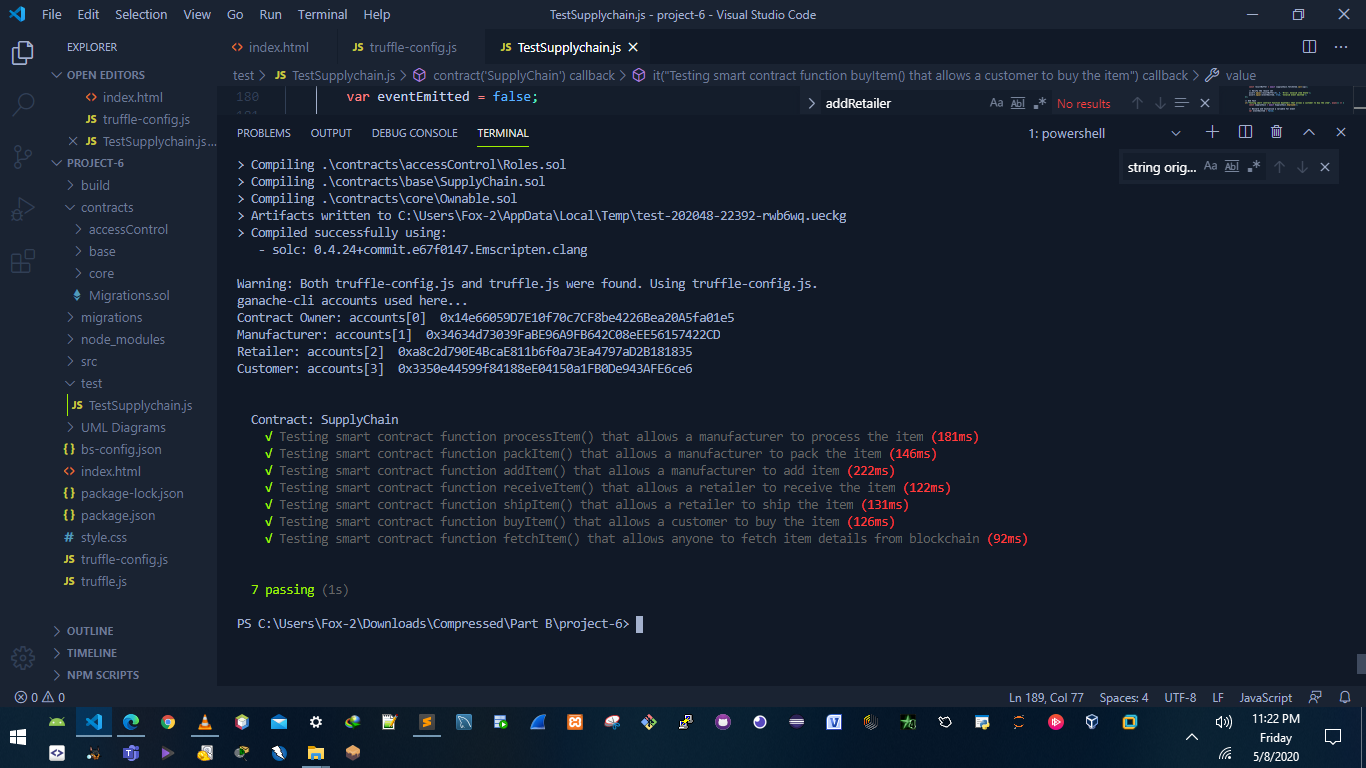 File Edit Selection View Go Run Terminal Help
TestSupplychain.js - project-6 - Visual Studio Code
EXPLORER
OPEN EDITORS
index.html
truffle-config.js
TestSupplychain.js...
PROJECT-6
build
contracts
accessControl
base
core
Migrations.sol
migrations
node_modules
src
test
TestSupplychain.js
UML Diagrams
bs-config.json
index.html
package-lock.json
package.json
style.css
truffle-config.js
truffle.js
OUTLINE
TIMELINE
NPM SCRIPTS
index.html
truffle-config.js
TestSupplychain.js
test > TestSupplychain.js > contract('SupplyChain') callback > it("Testing smart contract function buyItem() that allows a customer to buy the item") callback > value
180 var eventEmitted = false;
addRetailer
Aa Abl .* No results
PROBLEMS OUTPUT DEBUG CONSOLE TERMINAL
1: powershell
string orig...
Aa Abl .*
> Compiling .\contracts\accessControl\Roles.sol
> Compiling .\contracts\base\SupplyChain.sol
> Compiling .\contracts\core\Ownable.sol
> Artifacts written to C:\Users\Fox-2\AppData\Local\Temp\test-202048-22392-rwb6wq.ueckg
> Compiled successfully using:
- solc: 0.4.24+commit.e67f0147.Emscripten.clang
Warning: Both truffle-config.js and truffle.js were found. Using truffle-config.js.
ganache-cli accounts used here...
Contract Owner: accounts[0] 0x14e66059D7E10f70c7CF8be4226Bea20A5fa01e5
Manufacturer: accounts[1] 0x34634d73039FaBE96A9FB642C08eEE56157422CD
Retailer: accounts[2] 0xa8c2d790E4BcaE811b6f0a73Ea4797aD2B181835
Customer: accounts[3] 0x3350e44599f84188eE04150a1FB0De943AFE6ce6
Contract: SupplyChain
√ Testing smart contract function processItem() that allows a manufacturer to process the item (181ms)
√ Testing smart contract function packItem() that allows a manufacturer to pack the item (146ms)
√ Testing smart contract function addItem() that allows a manufacturer to add item (222ms)
√ Testing smart contract function receiveItem() that allows a retailer to receive the item (122ms)
√ Testing smart contract function shipItem() that allows a retailer to ship the item (131ms)
√ Testing smart contract function buyItem() that allows a customer to buy the item (126ms)
√ Testing smart contract function fetchItem() that allows anyone to fetch item details from blockchain (92ms)
7 passing (1s)
PS C:\Users\Fox-2\Downloads\Compressed\Part B\project-6>
0 0
Ln 189, Col 77 Spaces: 4 UTF-8 LF JavaScript
11:22 PM
Friday
5/8/2020